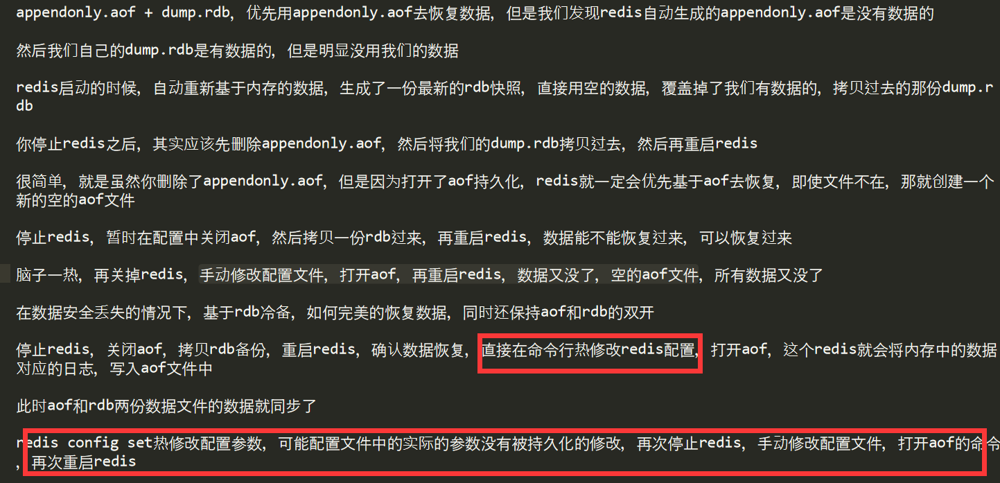 appendonly.aof + dump.rdb, 优先用appendonly.aof去恢复数据, 但是我们发现redis自动生成的appendonly.aof是没有数据的
然后我们自己的dump.rdb是有数据的, 但是明显没用我们的数据
redis启动的时候, 自动重新基于内存的数据, 生成了一份最新的rdb快照, 直接用空的数据, 覆盖掉了我们有数据的, 拷贝过去的那份dump.r
db
你停止redis之后, 其实应该先删除appendonly.aof, 然后将我们的dump.rdb拷贝过去, 然后再重启redis
很简单, 就是虽然你删除了appendonly.aof, 但是因为打开了aof持久化, redis就一定会优先基于aof去恢复, 即使文件不在, 那就创建一个
新的空的aof文件
停止redis, 暂时在配置中关闭aof, 然后拷贝一份rdb过来, 再重启redis, 数据能不能恢复过来, 可以恢复过来
脑子一热, 再关掉redis, 手动修改配置文件, 打开aof, 再重启redis, 数据又没了, 空的aof文件, 所有数据又没了
在数据安全丢失的情况下, 基于rdb冷备, 如何完美的恢复数据, 同时还保持aof和rdb的双开
停止redis, 关闭aof, 拷贝rdb备份, 重启redis, 确认数据恢复, 直接在命令行热修改redis配置, 打开aof, 这个redis就会将内存中的数据
对应的日志, 写入aof文件中
此时aof和rdb两份数据文件的数据就同步了
redis config set热修改配置参数, 可能配置文件中的实际的参数没有被持久化的修改, 再次停止redis, 手动修改配置文件, 打开aof的命令
, 再次重启redis